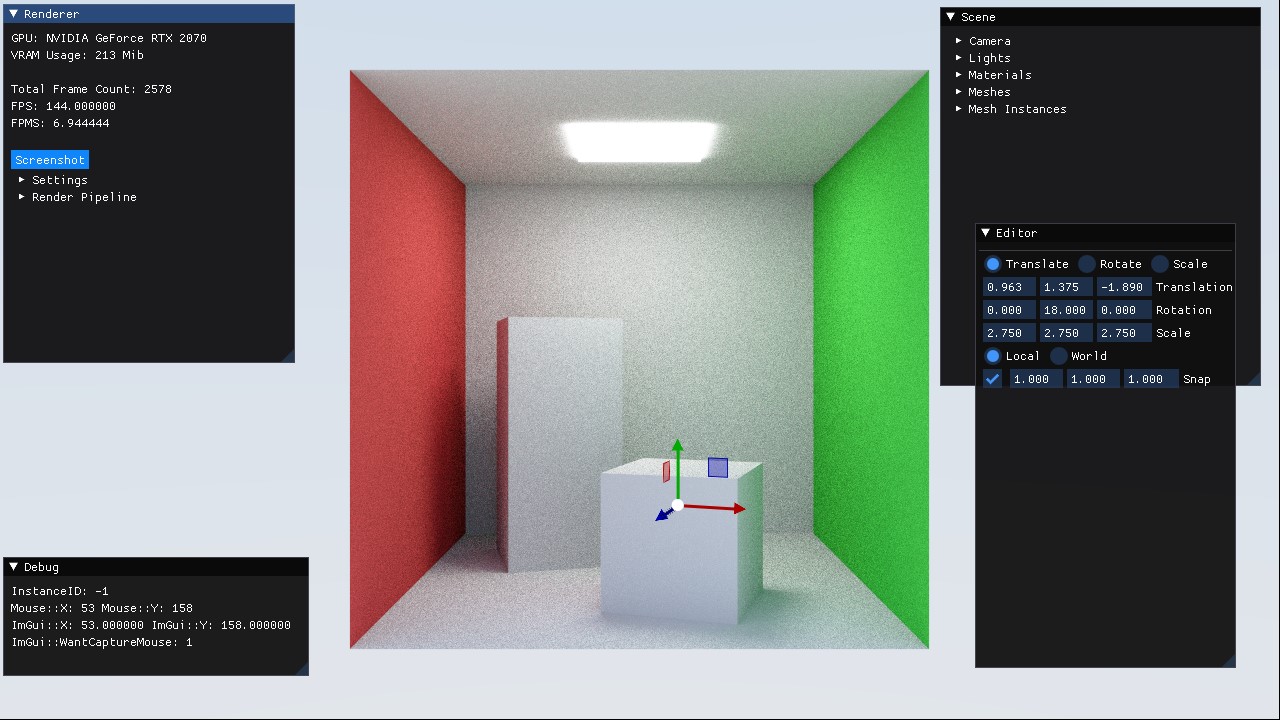 Renderer
GPU: NVIDIA GeForce RTX 2070
VRAM Usage: 213 Mib
Total Frame Count: 2578
FPS: 144.000000
FPMS: 6.944444
Screenshot
Settings
Render Pipeline
Scene
Camera
Lights
Materials
Meshes
Mesh Instances
Editor
Translate Rotate Scale
0.963 1.375 -1.890 Translation
0.000 18.000 0.000 Rotation
2.750 2.750 2.750 Scale
Local World
1.000 1.000 1.000 Snap
Debug
InstanceID: -1
Mouse::X: 53 Mouse::Y: 158
ImGui::X: 53.000000 ImGui::Y: 158.000000
ImGui::WantCaptureMouse: 1